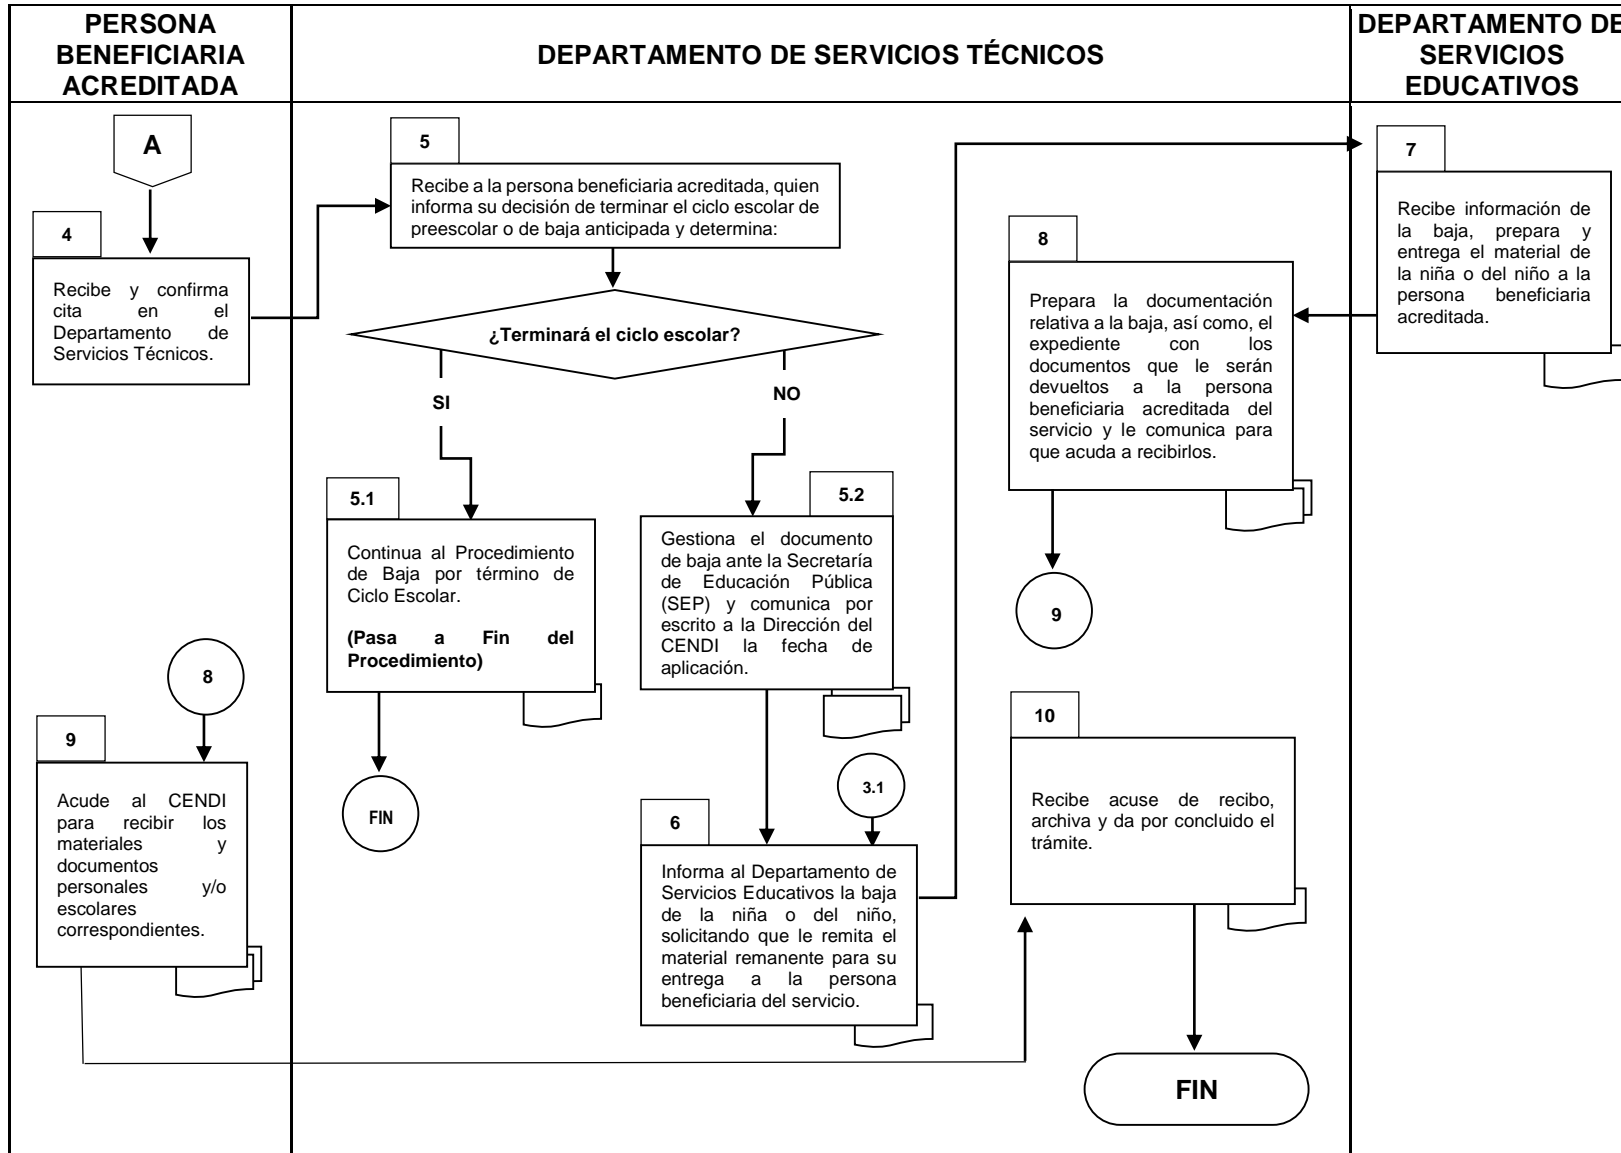 PERSONA
BENEFICIARIA
ACREDITADA
DEPARTAMENTO DE SERVICIOS TÉCNICOS
DEPARTAMENTO DE
SERVICIOS
EDUCATIVOS
A
4
Recibe y confirma
cita en el
Departamento de
Servicios Técnicos.
5
Recibe a la persona beneficiaria acreditada, quien
informa su decisión de terminar el ciclo escolar de
preescolar o de baja anticipada y determina:
¿Terminará el ciclo escolar?
SI
NO
5.1
Continua al Procedimiento
de Baja por término de
Ciclo Escolar.
(Pasa a Fin del
Procedimiento)
FIN
5.2
Gestiona el documento
de baja ante la Secretaría
de Educación Pública
(SEP) y comunica por
escrito a la Dirección del
CENDI la fecha de
aplicación.
3.1
6
Informa al Departamento de
Servicios Educativos la baja
de la niña o del niño,
solicitando que le remita el
material remanente para su
entrega a la persona
beneficiaria del servicio.
7
Recibe información de
la baja, prepara y
entrega el material de
la niña o del niño a la
persona beneficiaria
acreditada.
8
Prepara la documentación
relativa a la baja, así como, el
expediente con los
documentos que le serán
devueltos a la persona
beneficiaria acreditada del
servicio y le comunica para
que acuda a recibirlos.
9
8
9
Acude al CENDI
para recibir los
materiales y
documentos
personales y/o
escolares
correspondientes.
10
Recibe acuse de recibo,
archiva y da por concluido el
trámite.
FIN